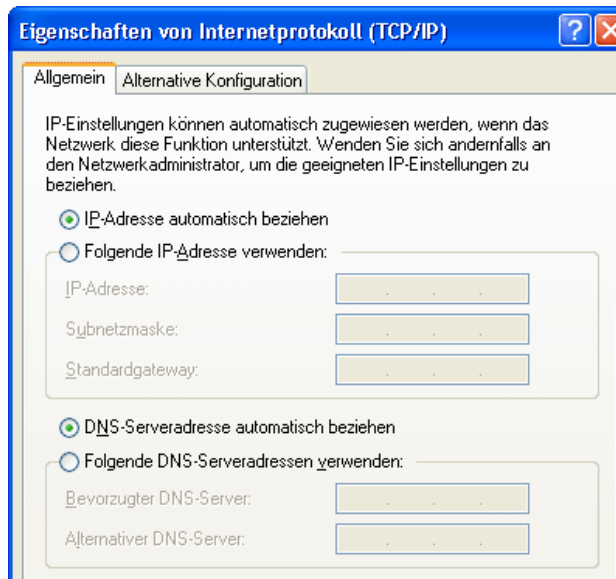 Eigenschaften von Internetprotokoll (TCP/IP)
Allgemein
Alternative Konfiguration
IP-Einstellungen können automatisch zugewiesen werden, wenn das
Netzwerk diese Funktion unterstützt. Wenden Sie sich andernfalls an
den Netzwerkadministrator, um die geeigneten IP-Einstellungen zu
beziehen.
IP-Adresse automatisch beziehen
Folgende IP-Adresse verwenden:
IP-Adresse:
Subnetzmaske:
Standardgateway:
DNS-Serveradresse automatisch beziehen
Folgende DNS-Serveradressen verwenden:
Bevorzugter DNS-Server:
Alternativer DNS-Server: